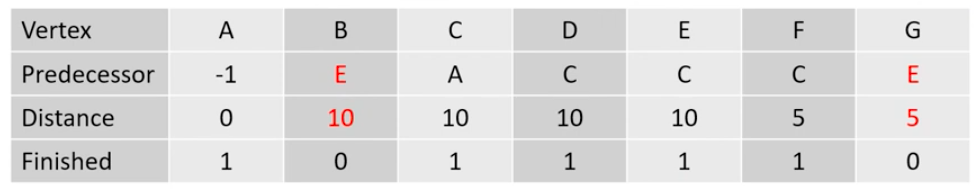 Vertex A B C D E F G
Predecessor -1 E A C C C E
Distance 0 10 10 10 10 5 5
Finished 1 0 1 1 1 1 0